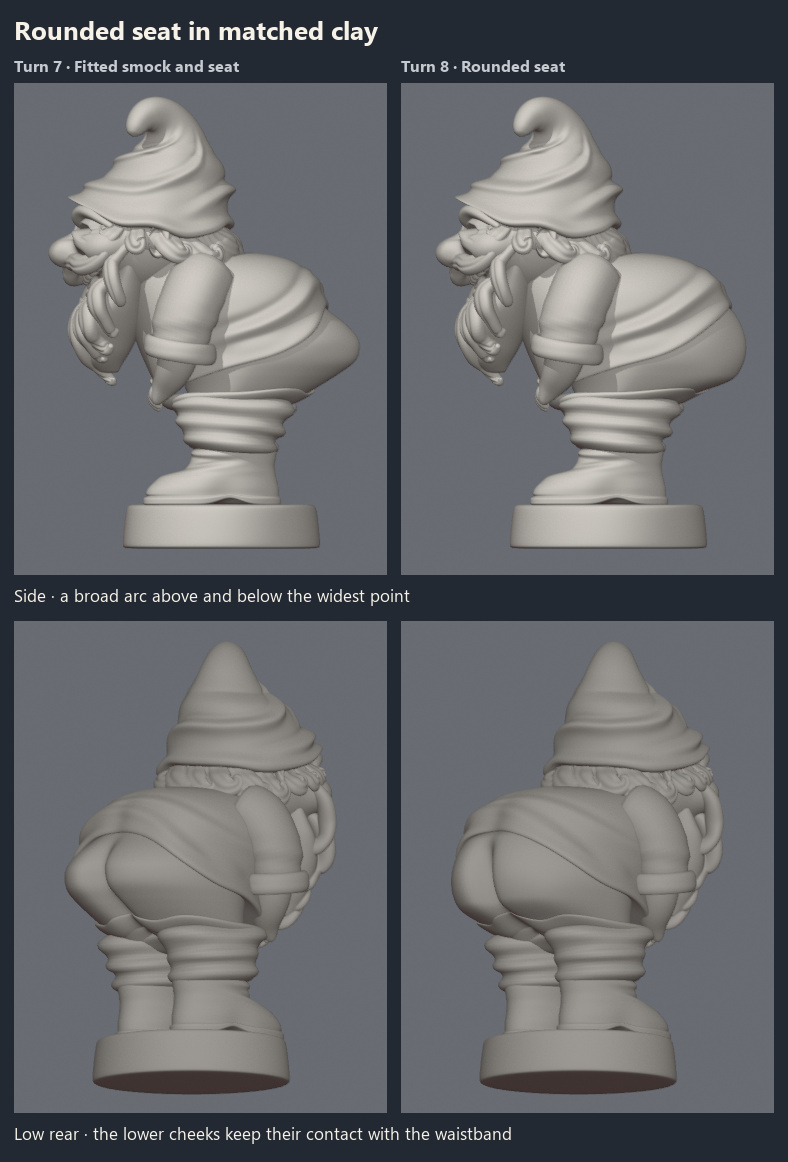 Rounded seat in matched clay
Turn 7 · Fitted smock and seat
Turn 8 · Rounded seat
Side · a broad arc above and below the widest point
Low rear · the lower cheeks keep their contact with the waistband